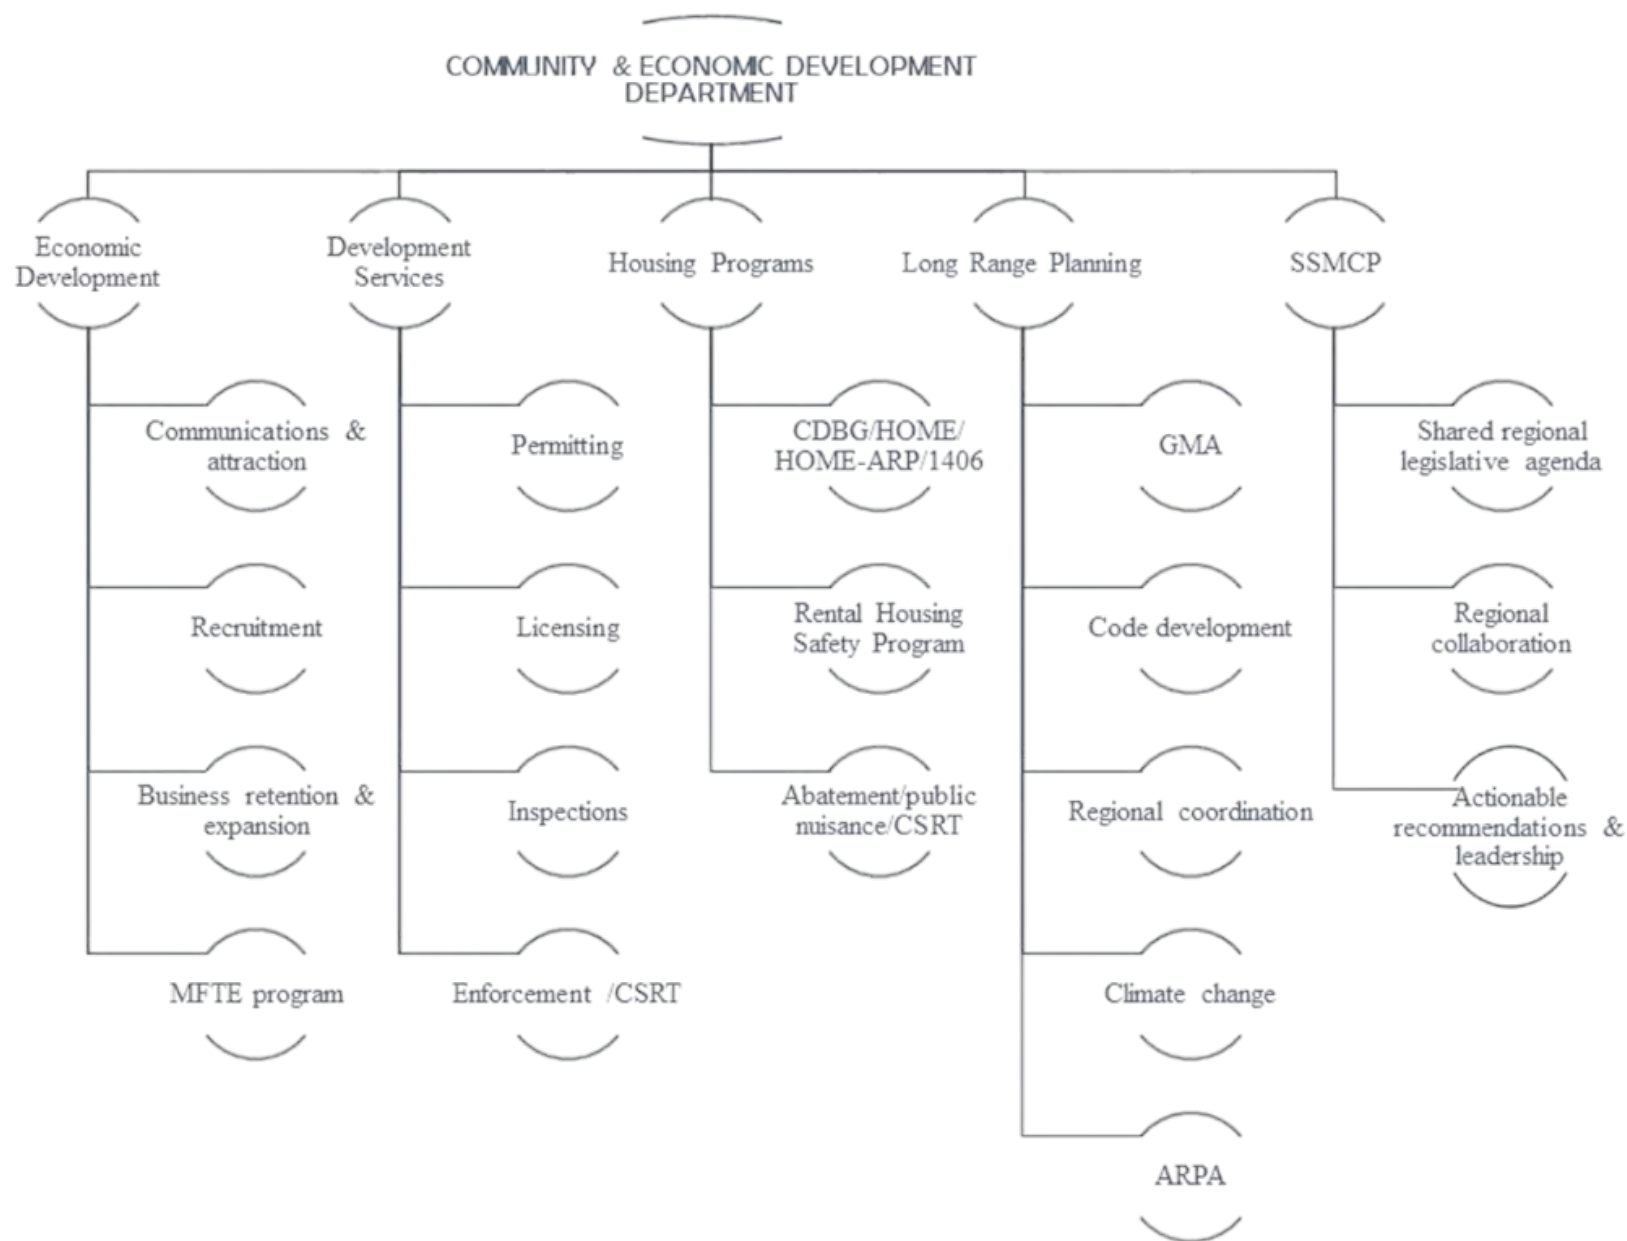 COMMUNITY & ECONOMIC DEVELOPMENT
DEPARTMENT
Economic
Development
Development
Services
Housing Programs
Long Range Planning
SSMCP
Communications &
attraction
Permitting
CDBG/HOME/
HOME-ARP/1406
GMA
Shared regional
legislative agenda
Recruitment
Licensing
Rental Housing
Safety Program
Code development
Regional
collaboration
Business retention &
expansion
Inspections
Abatement/public
nuisance/CSRT
Regional coordination
Actionable
recommendations &
leadership
MFTE program
Enforcement /CSRT
Climate change
ARPA